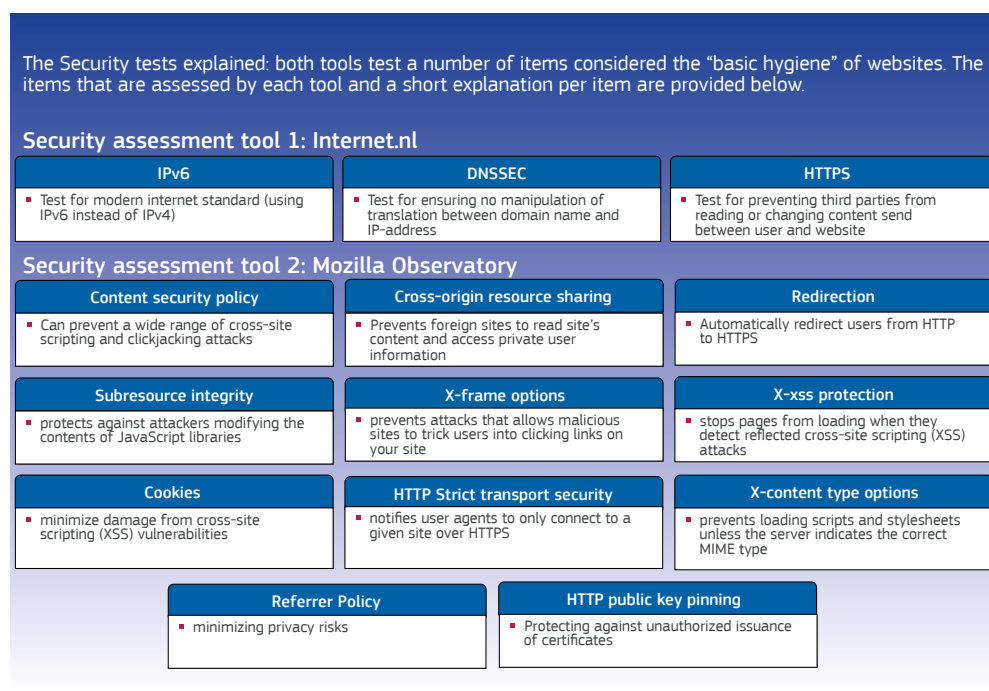 The Security tests explained: both tools test a number of items considered the “basic hygiene” of websites. The
items that are assessed by each tool and a short explanation per item are provided below.
Security assessment tool 1: Internet.nl
IPv6
▪ Test for modern internet standard (using
IPv6 instead of IPv4)
DNSSEC
▪ Test for ensuring no manipulation of
translation between domain name and
IP-address
HTTPS
▪ Test for preventing third parties from
reading or changing content send
between user and website
Security assessment tool 2: Mozilla Observatory
Content security policy
▪ Can prevent a wide range of cross-site
scripting and clickjacking attacks
Cross-origin resource sharing
▪ Prevents foreign sites to read site’s
content and access private user
information
Redirection
▪ Automatically redirect users from HTTP
to HTTPS
Subresource integrity
▪ protects against attackers modifying the
contents of JavaScript libraries
X-frame options
▪ prevents attacks that allows malicious
sites to trick users into clicking links on
your site
X-xss protection
▪ stops pages from loading when they
detect reflected cross-site scripting (XSS)
attacks
Cookies
▪ minimize damage from cross-site
scripting (XSS) vulnerabilities
HTTP Strict transport security
▪ notifies user agents to only connect to a
given site over HTTPS
X-content type options
▪ prevents loading scripts and stylesheets
unless the server indicates the correct
MIME type
Referrer Policy
▪ minimizing privacy risks
HTTP public key pinning
▪ Protecting against unauthorized issuance
of certificates